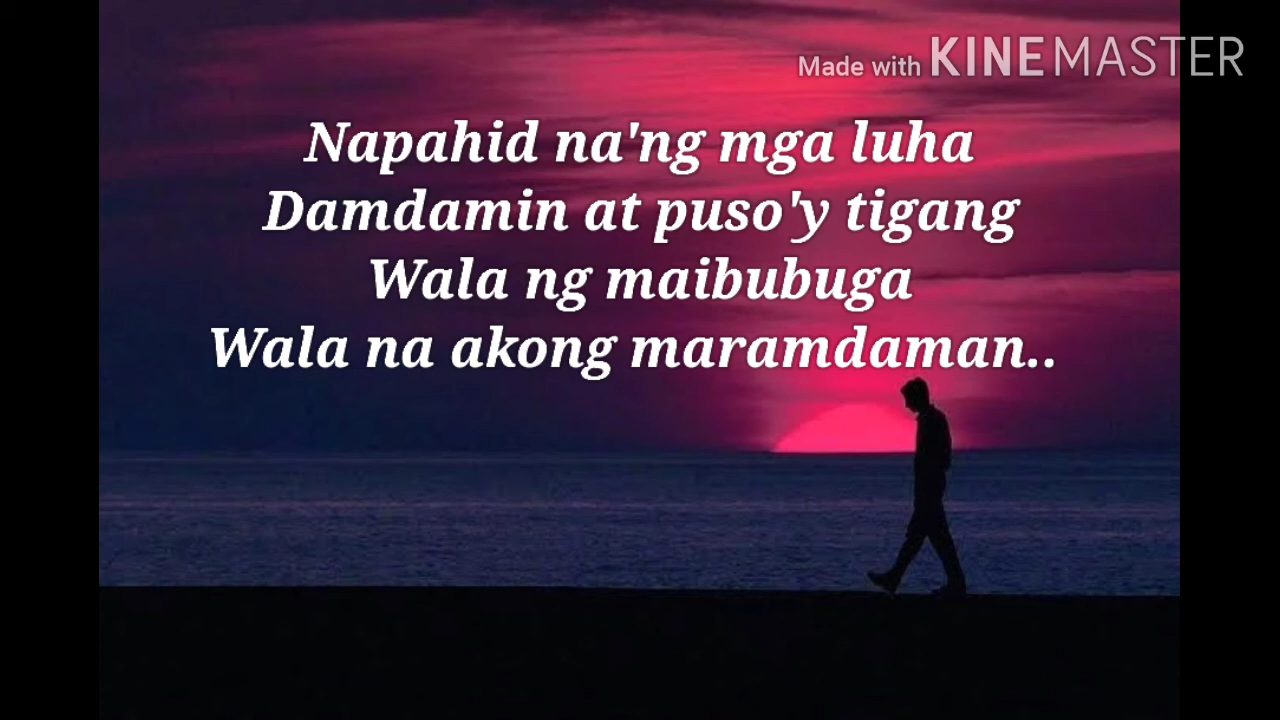 Made with KINEMASTER
Napahid na'ng mga luha
Damdamin at puso'y tigang
Wala ng maibubuga
Wala na akong maramdaman..